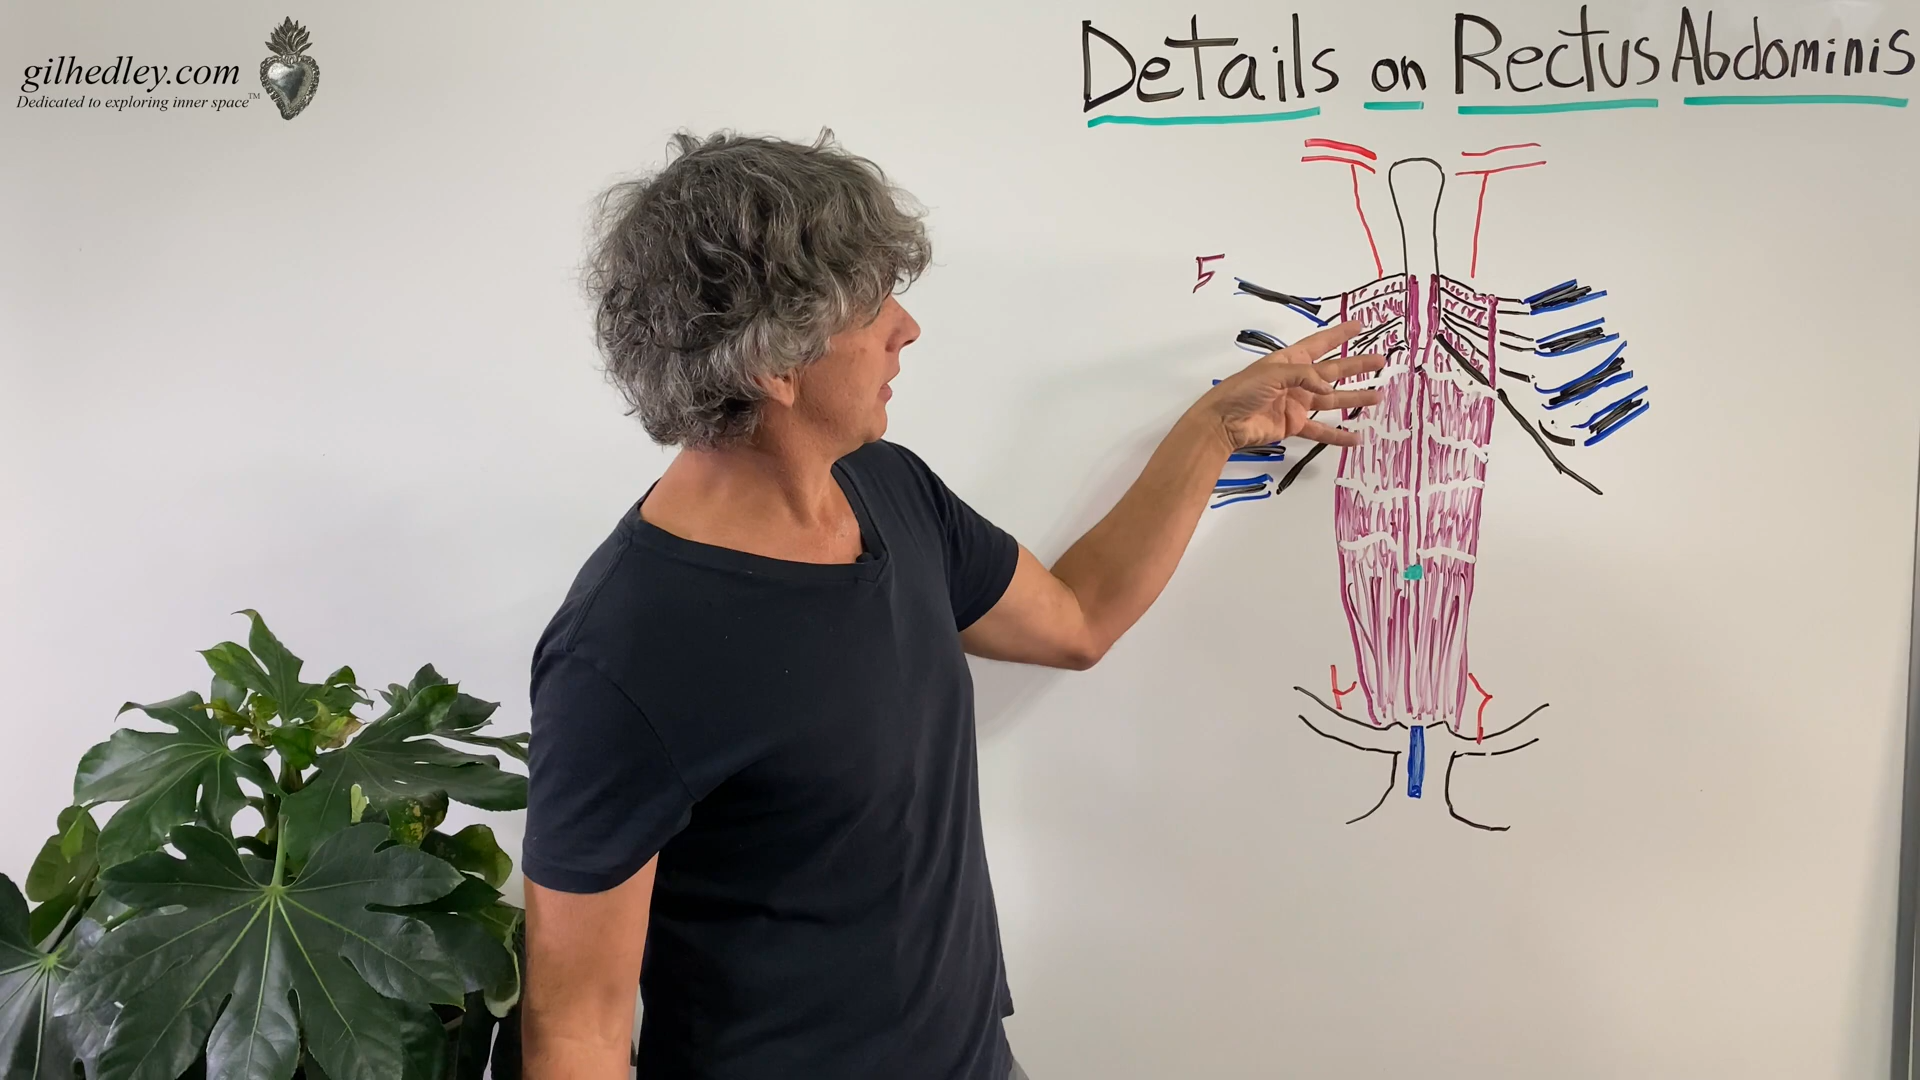 gilhedley.com
Dedicated to exploring inner space™
Details on Rectus Abdominis
5